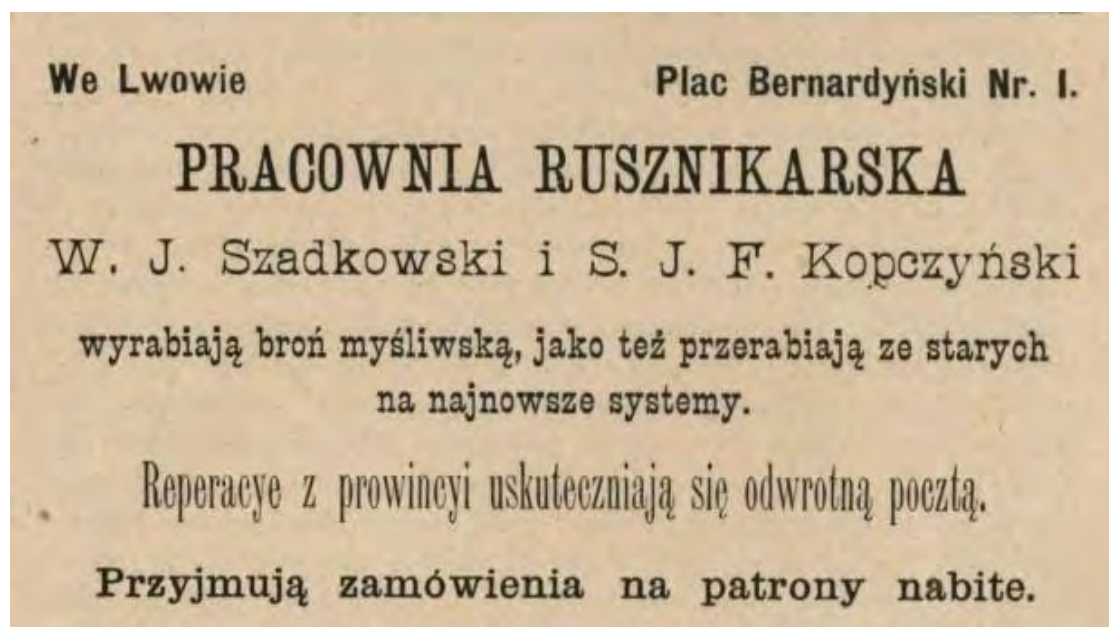 We Lwowie Plac Bernardyński Nr. I.
PRACOWNIA RUSZNIKARSKA
W. J. Szadkowski i S. J. F. Kopczyński
wyrabiają broń myśliwską, jako też przerabiają ze starych
na najnowsze systemy.
Reperacye z prowincyi uskuteczniają się odwrotną pocztą.
Przyjmują zamówienia na patrony nabite.